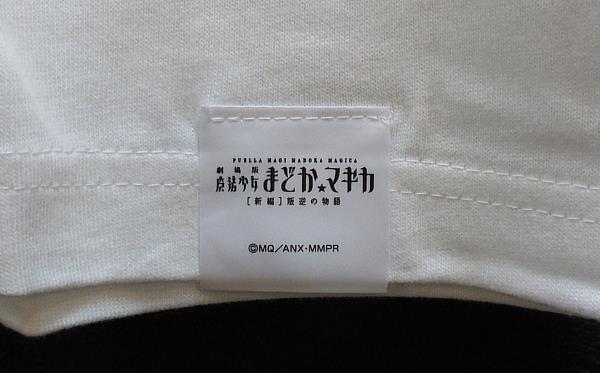 PUELLA MAGI MADOKA MAGICA
劇場版
魔法少女まどか★マギカ
[新編]叛逆の物語
©MQ/ANX・MMPR